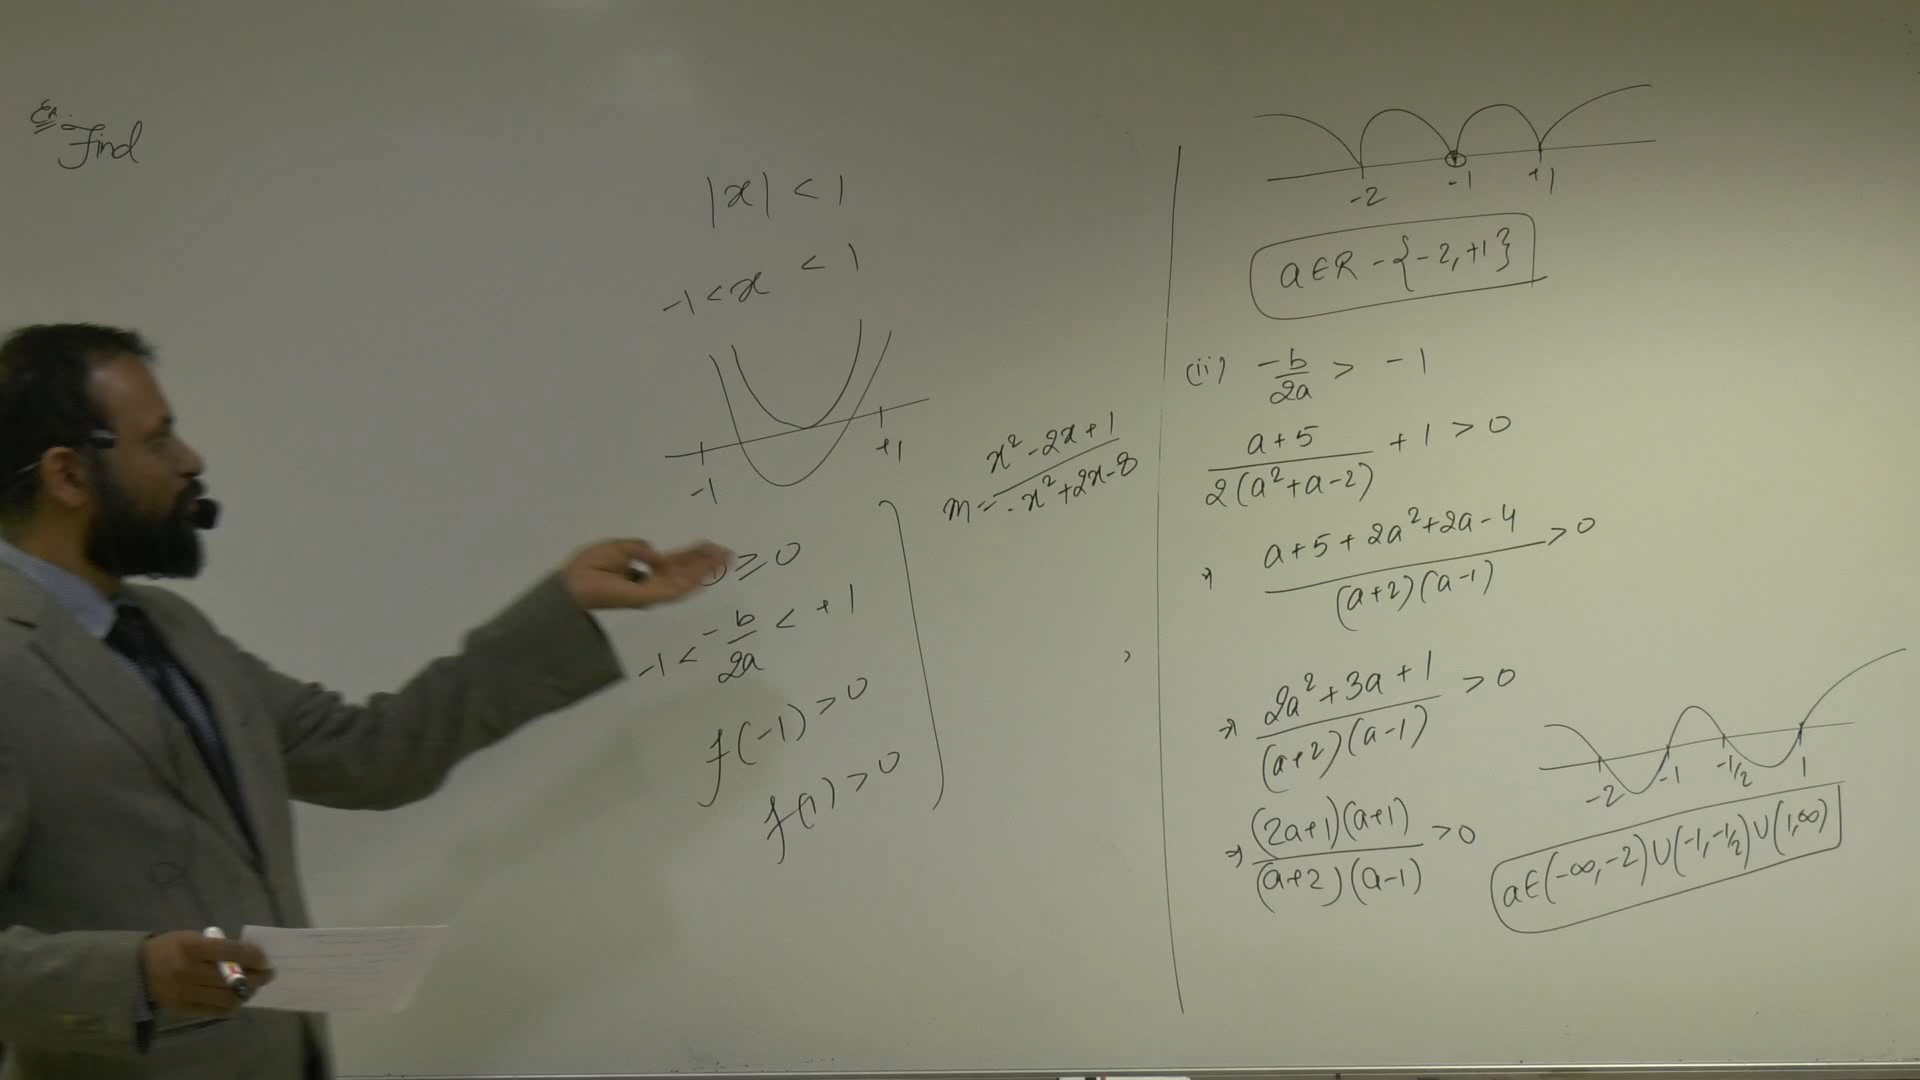 Ex. Find
|x| < 1
-1 < x < 1
-1 +1
≥ 0
-1 < -b/2a < +1
f(-1) > 0
f(1) > 0
m = x² - 2x + 1 / -x² + 2x - 8
-2 -1 +1
a ∈ R - {-2, +1}
(ii) -b/2a > -1
a + 5 / 2(a² + a - 2) + 1 > 0
⇒ a + 5 + 2a² + 2a - 4 / (a+2)(a-1) > 0
⇒ 2a² + 3a + 1 / (a+2)(a-1) > 0
-2 -1 -1/2 1
⇒ (2a+1)(a+1) / (a+2)(a-1) > 0
a ∈ (-∞, -2) ∪ (-1, -1/2) ∪ (1, ∞)